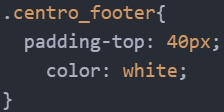 .centro_footer{
  padding-top: 40px;
    color: white;
}